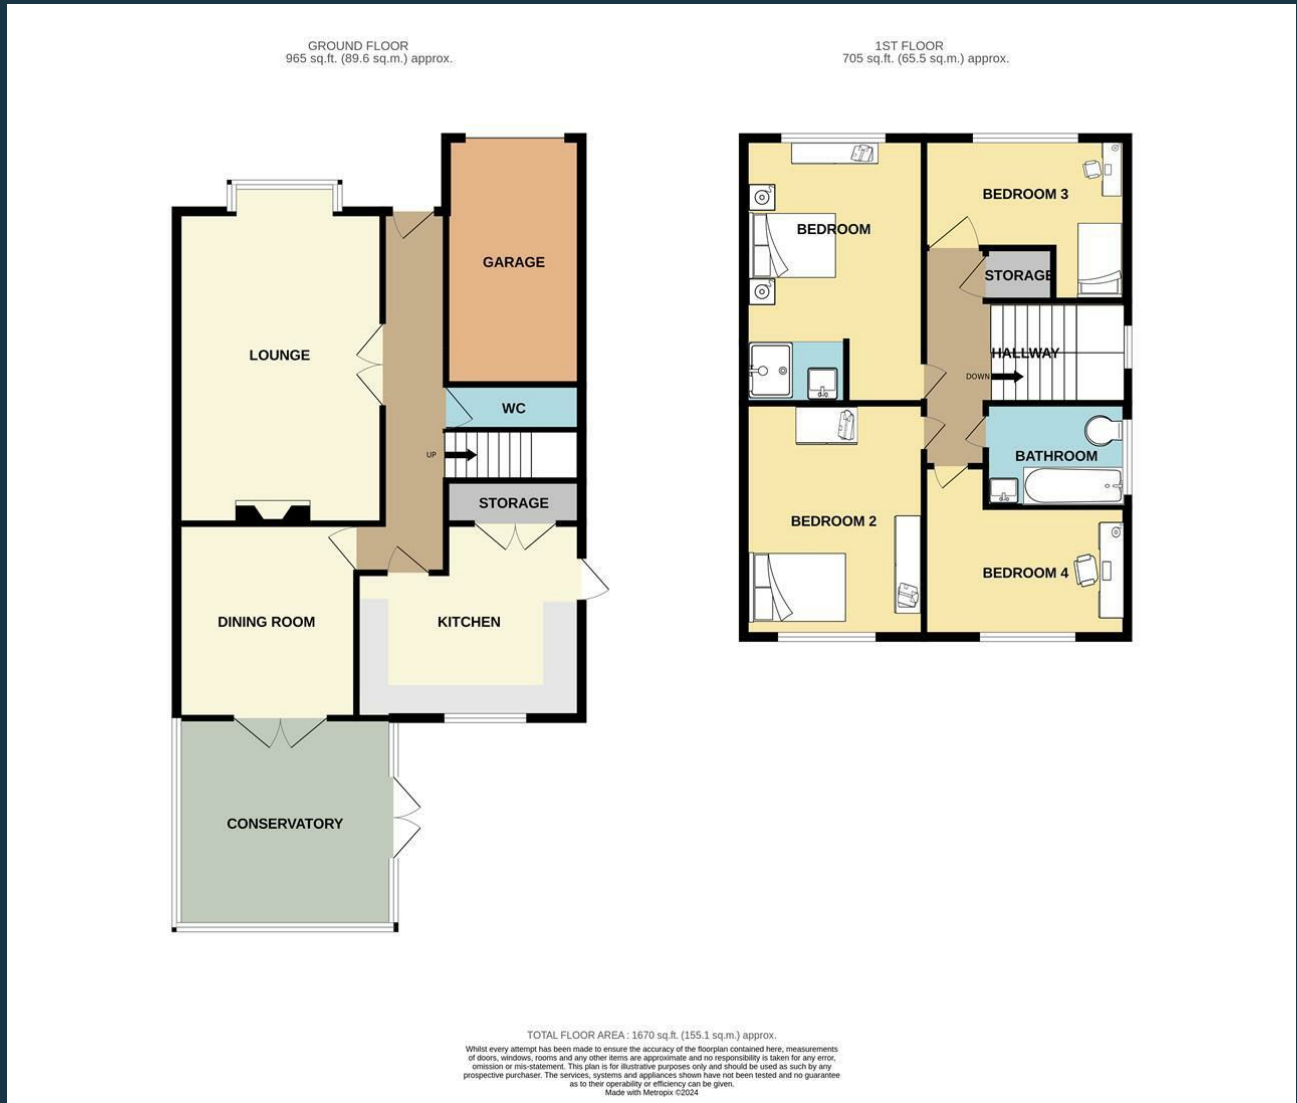 GROUND FLOOR
965 sq.ft. (89.6 sq.m.) approx.
GARAGE
LOUNGE
WC
UP
STORAGE
DINING ROOM
KITCHEN
CONSERVATORY
1ST FLOOR
705 sq.ft. (65.5 sq.m.) approx.
BEDROOM 3
BEDROOM
STORAGE
HALLWAY
DOWN
BATHROOM
BEDROOM 2
BEDROOM 4
TOTAL FLOOR AREA : 1670 sq.ft. (155.1 sq.m.) approx.
Whilst every attempt has been made to ensure the accuracy of the floorplan contained here, measurements
of doors, windows, rooms and any other items are approximate and no responsibility is taken for any error,
omission or mis-statement. This plan is for illustrative purposes only and should be used as such by any
prospective purchaser. The services, systems and appliances shown have not been tested and no guarantee
as to their operability or efficiency can be given.
Made with Metropix ©2024